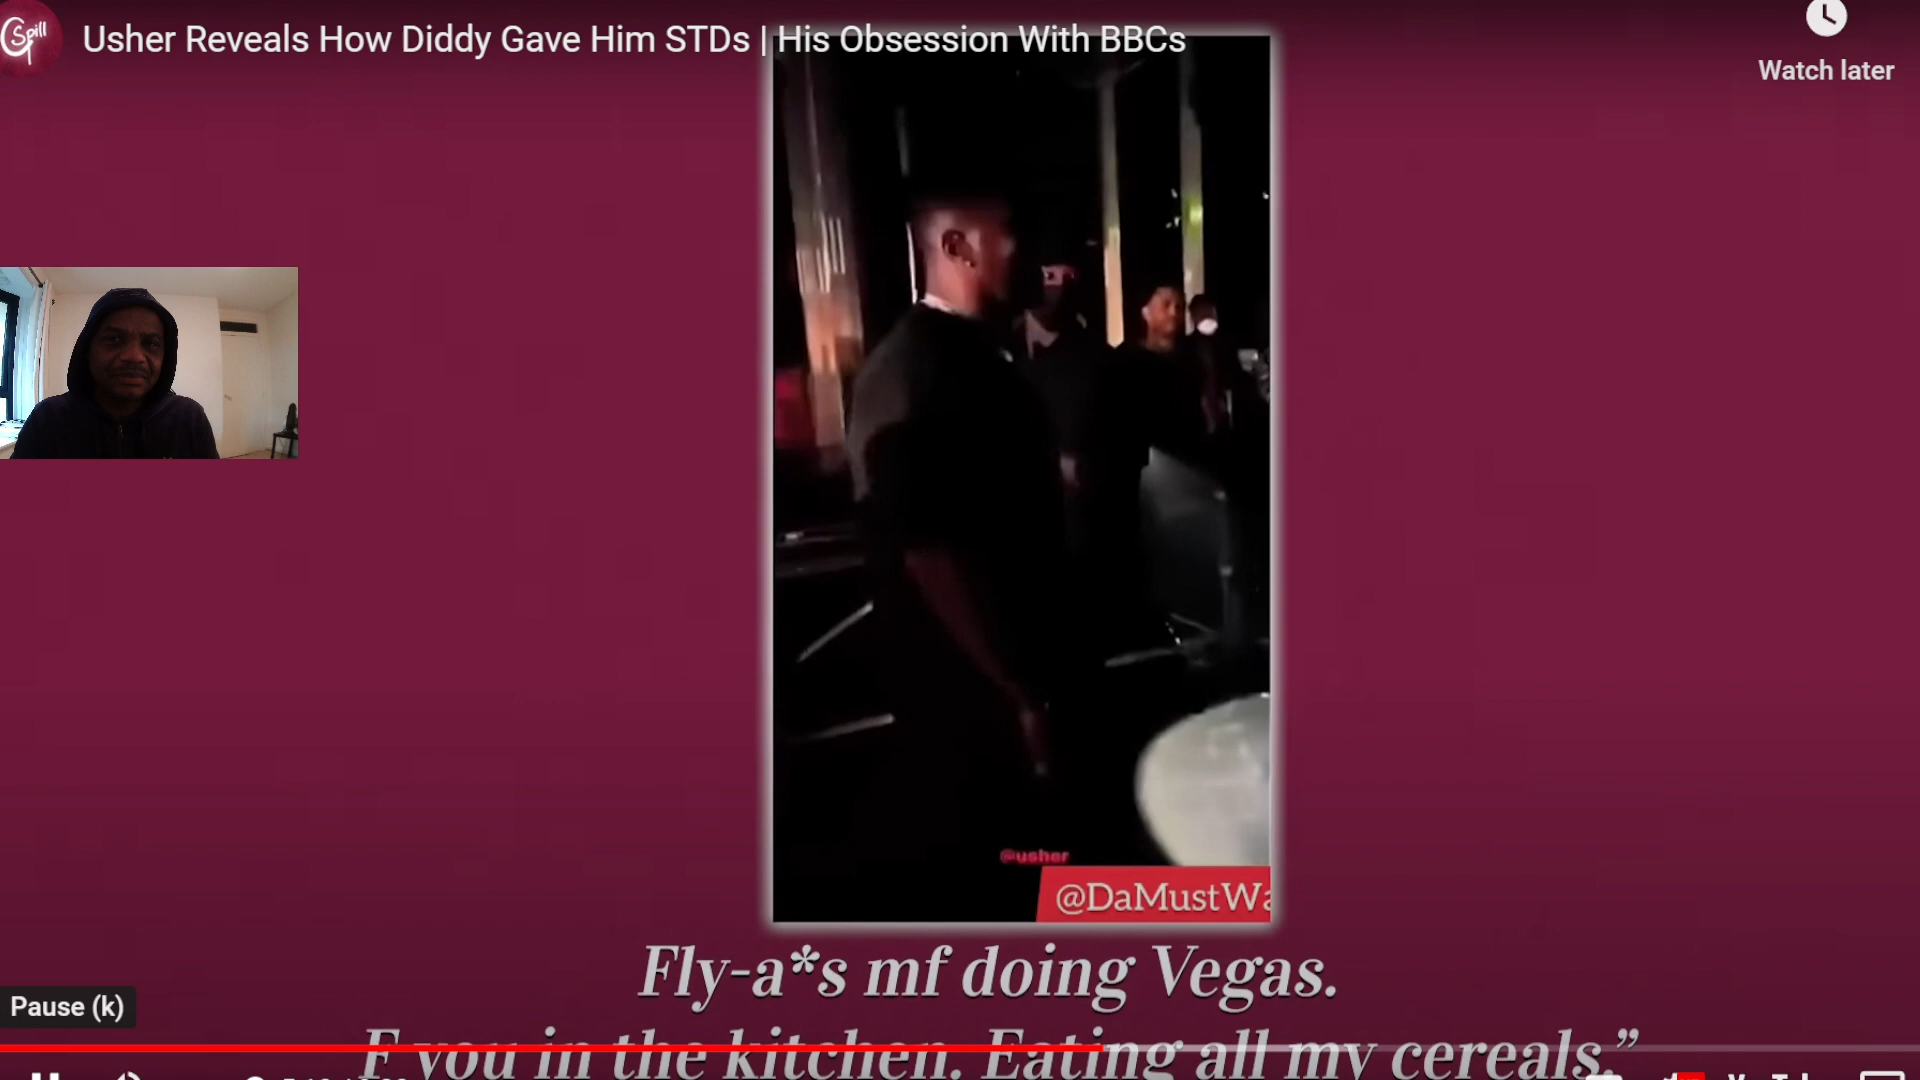 Spill
Usher Reveals How Diddy Gave Him STDs | His Obsession With BBCs
Watch later
@usher
@DaMustWa
Fly-a*s mf doing Vegas.
Pause (k)
F you in the kitchen. Eating all my cereals.”